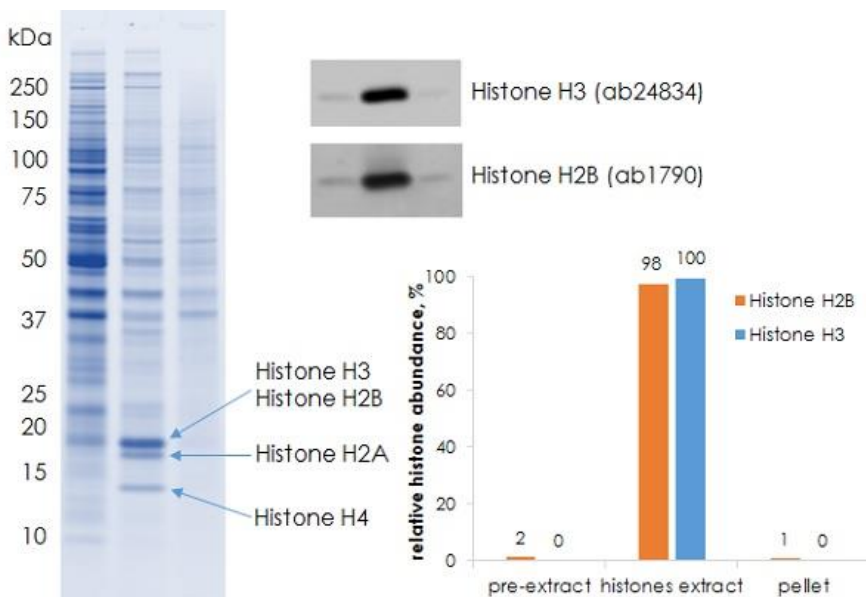 kDa
250
150
100
75
50
37
25
20
15
10
Histone H3
Histone H2B
Histone H2A
Histone H4
Histone H3 (ab24834)
Histone H2B (ab1790)
relative histone abundance, %
100
80
60
40
20
0
2
0
98
100
1
0
pre-extract histones extract pellet
Histone H2B
Histone H3